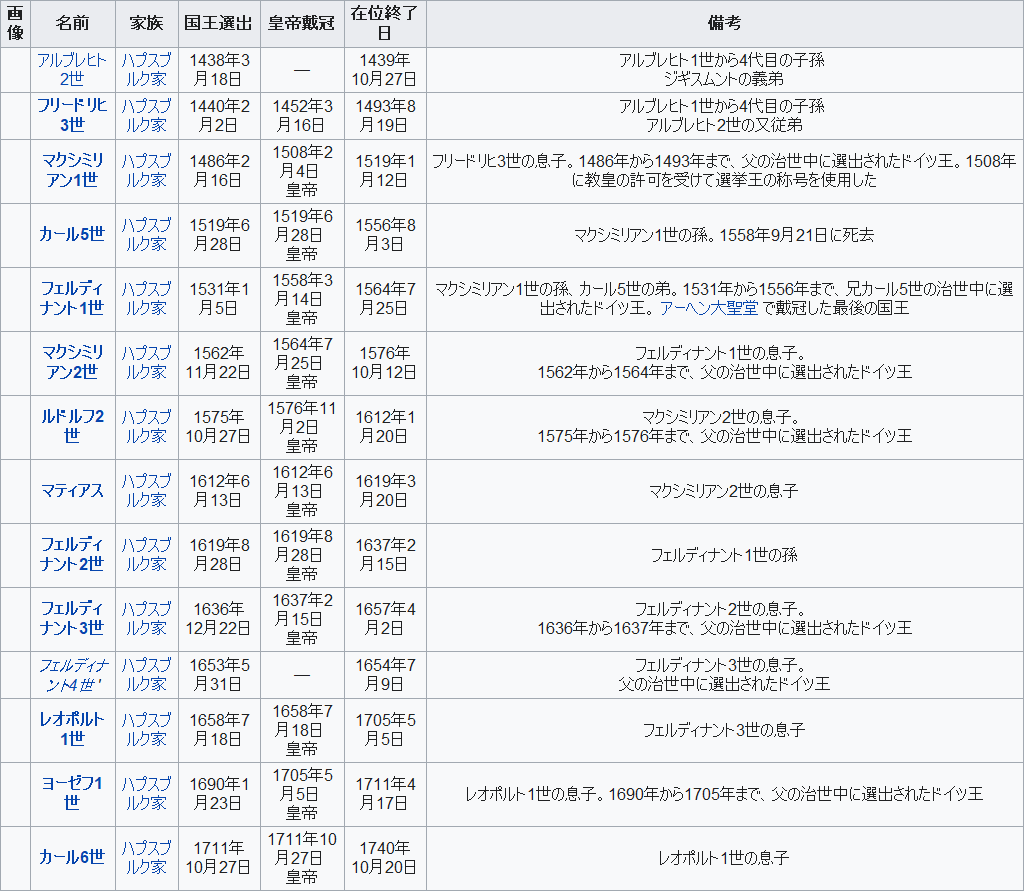 画像 名前 家族 国王選出 皇帝戴冠 在位終了日 備考
アルブレヒト2世 ハプスブルク家 1438年3月18日 — 1439年10月27日 アルブレヒト1世から4代目の子孫
ジギスムントの義弟
フリードリヒ3世 ハプスブルク家 1440年2月2日 1452年3月16日 1493年8月19日 アルブレヒト1世から4代目の子孫
アルブレヒト2世の又従弟
マクシミリアン1世 ハプスブルク家 1486年2月16日 1508年2月4日 皇帝 1519年1月12日 フリードリヒ3世の息子。1486年から1493年まで、父の治世中に選出されたドイツ王。1508年
に教皇の許可を受けて選挙王の称号を使用した
カール5世 ハプスブルク家 1519年6月28日 1519年6月28日 皇帝 1556年8月3日 マクシミリアン1世の孫。1558年9月21日に死去
フェルディナント1世 ハプスブルク家 1531年1月5日 1558年3月14日 皇帝 1564年7月25日 マクシミリアン1世の孫、カール5世の弟。1531年から1556年まで、兄カール5世の治世中に選
出されたドイツ王。アーヘン大聖堂 で戴冠した最後の国王
マクシミリアン2世 ハプスブルク家 1562年11月22日 1564年7月25日 皇帝 1576年10月12日 フェルディナント1世の息子。
1562年から1564年まで、父の治世中に選出されたドイツ王
ルドルフ2世 ハプスブルク家 1575年10月27日 1576年11月2日 皇帝 1612年1月20日 マクシミリアン2世の息子。
1575年から1576年まで、父の治世中に選出されたドイツ王
マティアス ハプスブルク家 1612年6月13日 1612年6月13日 皇帝 1619年3月20日 マクシミリアン2世の息子
フェルディナント2世 ハプスブルク家 1619年8月28日 1619年8月28日 皇帝 1637年2月15日 フェルディナント1世の孫
フェルディナント3世 ハプスブルク家 1636年12月22日 1637年2月15日 皇帝 1657年4月2日 フェルディナント2世の息子。
1636年から1637年まで、父の治世中に選出されたドイツ王
フェルディナント4世' ハプスブルク家 1653年5月31日 — 1654年7月9日 フェルディナント3世の息子。
父の治世中に選出されたドイツ王
レオポルト1世 ハプスブルク家 1658年7月18日 1658年7月18日 皇帝 1705年5月5日 フェルディナント3世の息子
ヨーゼフ1世 ハプスブルク家 1690年1月23日 1705年5月5日 皇帝 1711年4月17日 レオポルト1世の息子。1690年から1705年まで、父の治世中に選出されたドイツ王
カール6世 ハプスブルク家 1711年10月27日 1711年10月27日 皇帝 1740年10月20日 レオポルト1世の息子